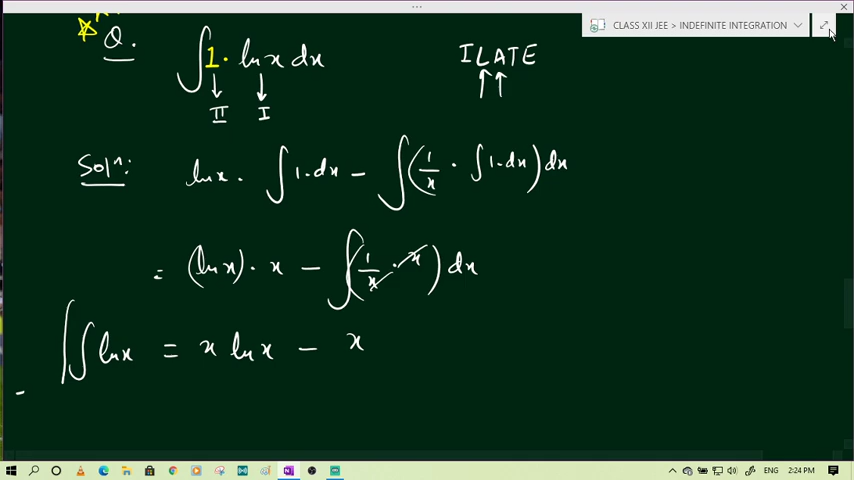 CLASS XII JEE > INDEFINITE INTEGRATION
Q. ∫ 1 · ln x dx ILATE
II I
Solⁿ: ln x · ∫ 1 · dx − ∫ ( 1/x · ∫ 1 · dx ) dx
= (ln x) · x − ∫ ( 1/x · x ) dx
∫ ln x = x ln x − x
ENG 2:24 PM